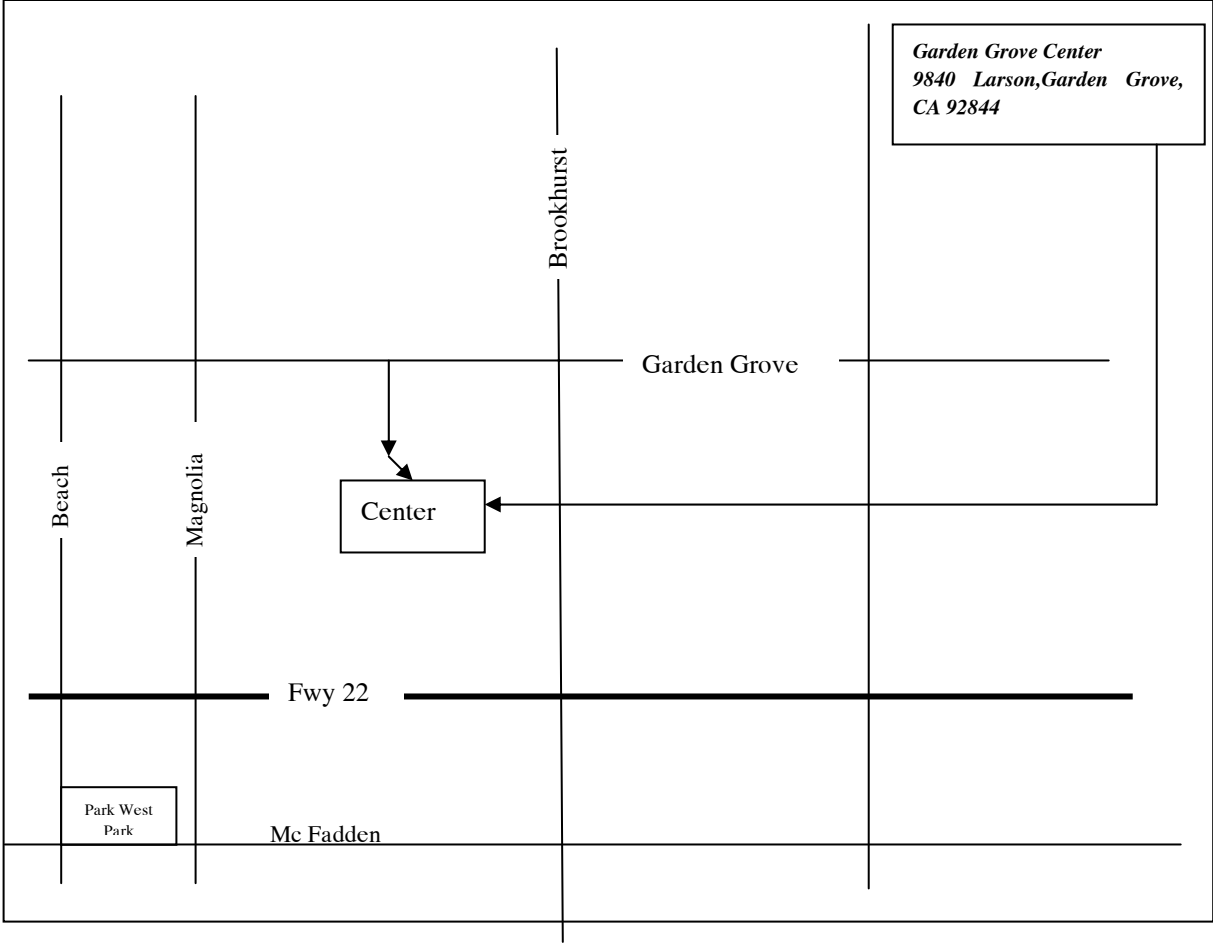 Garden Grove Center
9840 Larson,Garden Grove,
CA 92844
Brookhurst
Garden Grove
Beach
Magnolia
Center
Fwy 22
Park West
Park
Mc Fadden